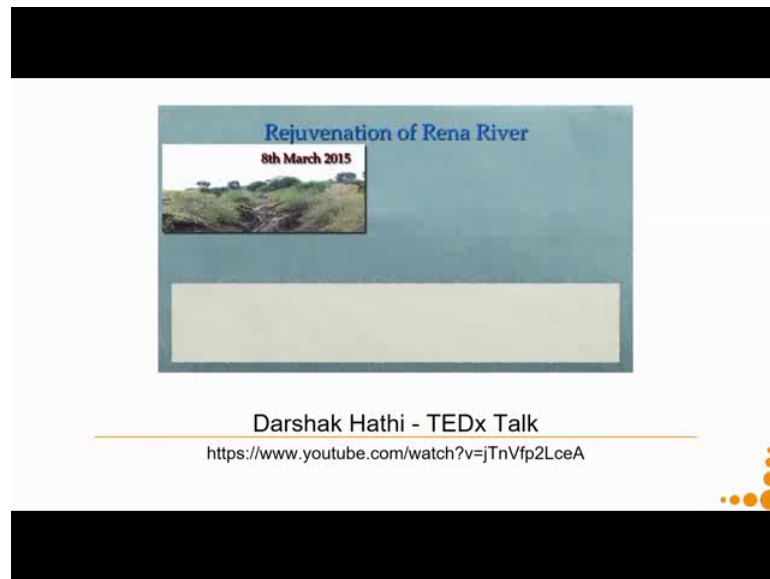 Rejuvenation of Rena River
8th March 2015
Darshak Hathi - TEDx Talk
https://www.youtube.com/watch?v=jTnVfp2LceA